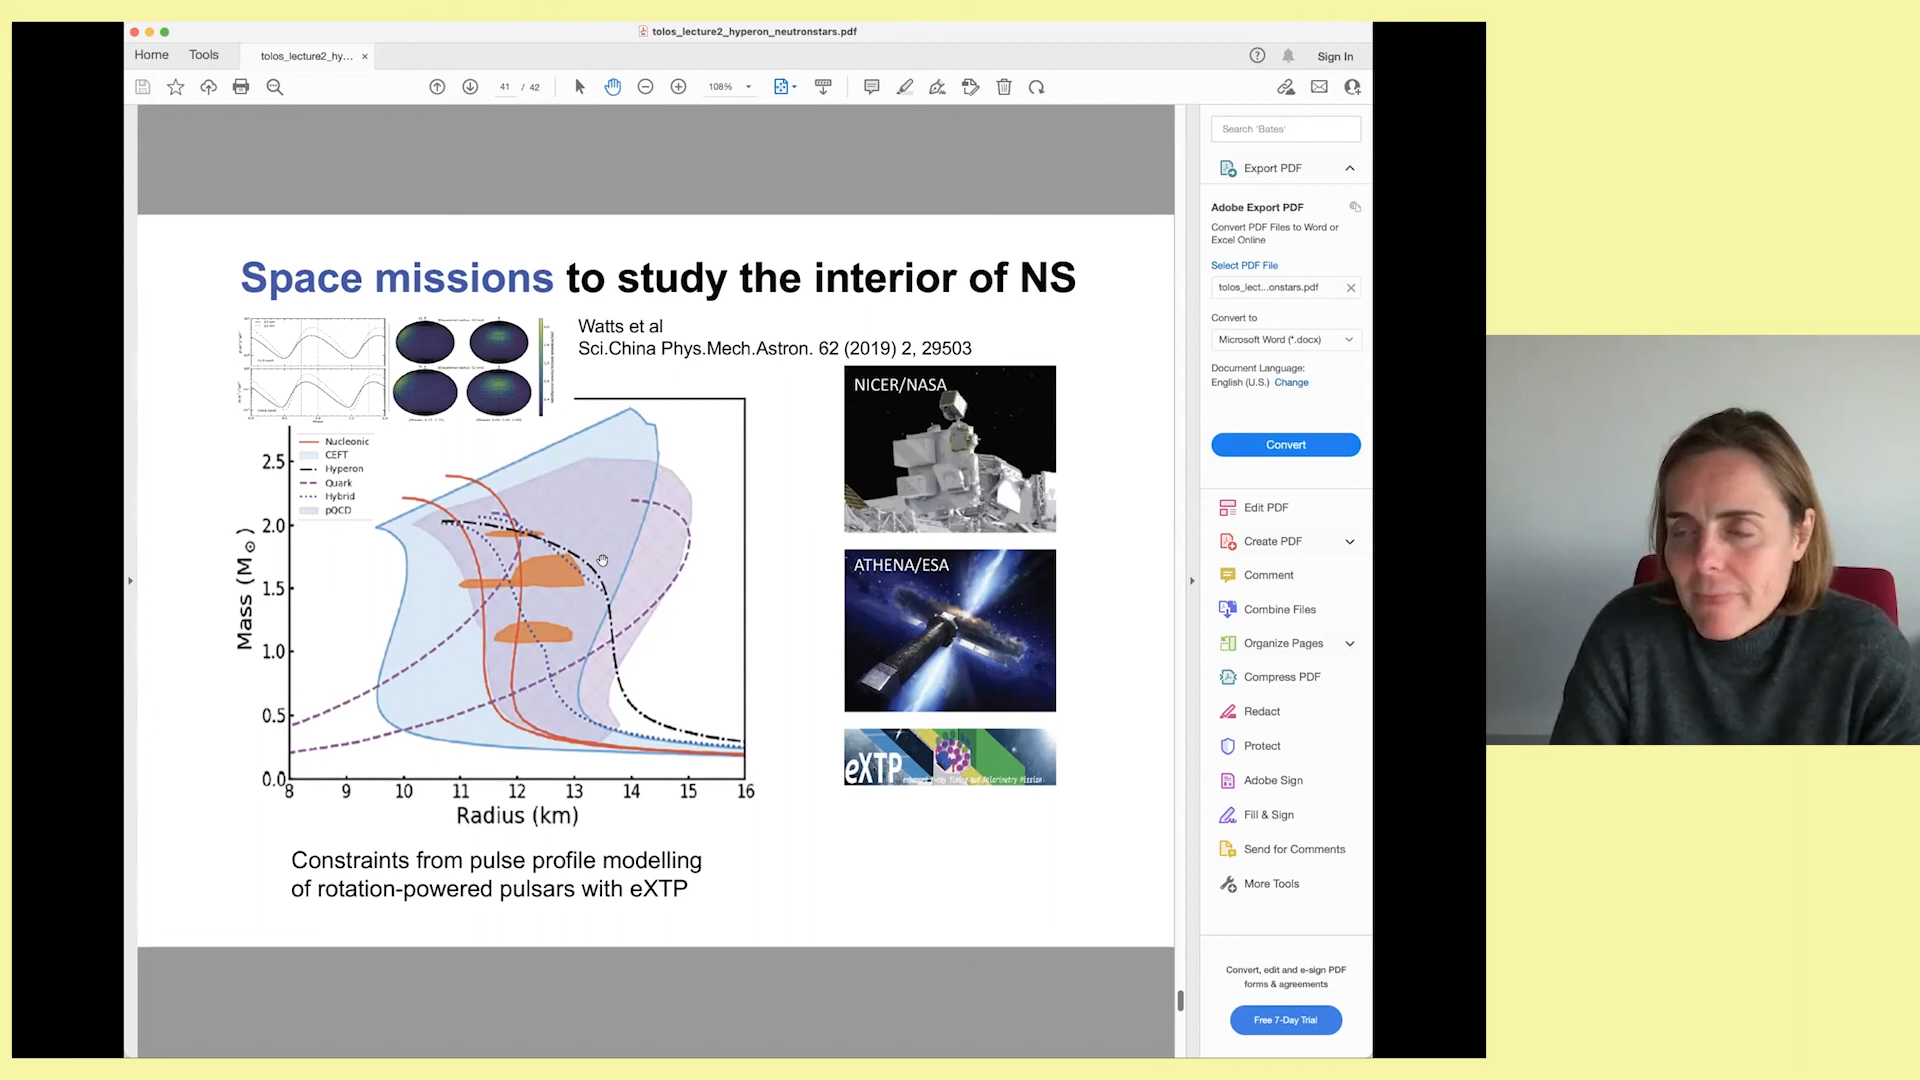 tolos_lecture2_hyperon_neutronstars.pdf
Home
Tools
tolos_lecture2_hy...
Sign In
41 / 42
108%
Search 'Bates'
Export PDF
Adobe Export PDF
Convert PDF Files to Word or
Excel Online
Select PDF File
tolos_lect...onstars.pdf
Convert to
Microsoft Word (*.docx)
Document Language:
English (U.S.) Change
Convert
Edit PDF
Create PDF
Comment
Combine Files
Organize Pages
Compress PDF
Redact
Protect
Adobe Sign
Fill & Sign
Send for Comments
More Tools
Convert, edit and e-sign PDF
forms & agreements
Free 7-Day Trial
Space missions to study the interior of NS
Watts et al
Sci.China Phys.Mech.Astron. 62 (2019) 2, 29503
Nucleonic
CEFT
Hyperon
Quark
Hybrid
pQCD
Mass (M⊙)
2.5
2.0
1.5
1.0
0.5
0.0
8 9 10 11 12 13 14 15 16
Radius (km)
NICER/NASA
ATHENA/ESA
eXTP
Constraints from pulse profile modelling
of rotation-powered pulsars with eXTP